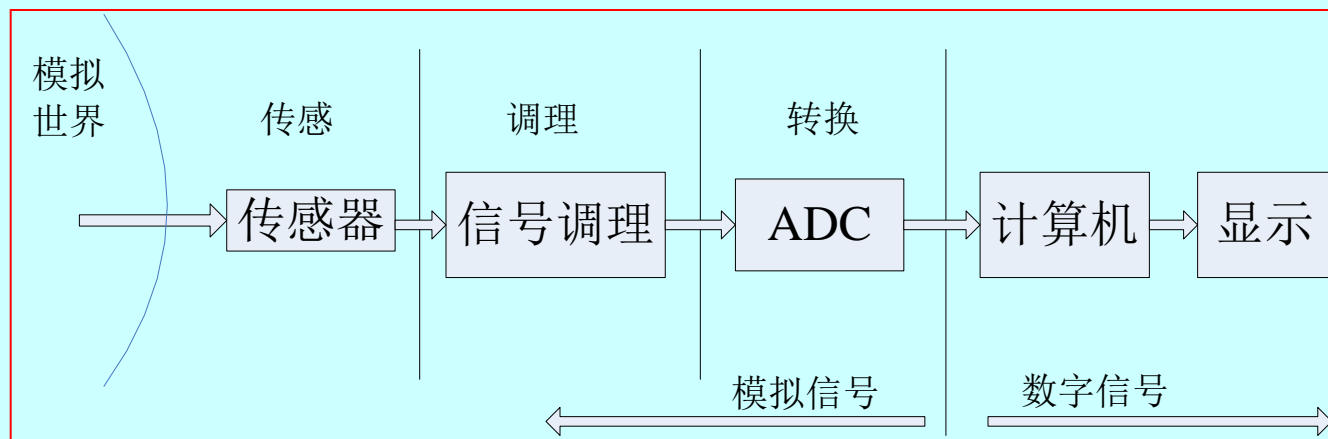 模拟
世界
传感
调理
转换
传感器
信号调理
ADC
计算机
显示
模拟信号
数字信号